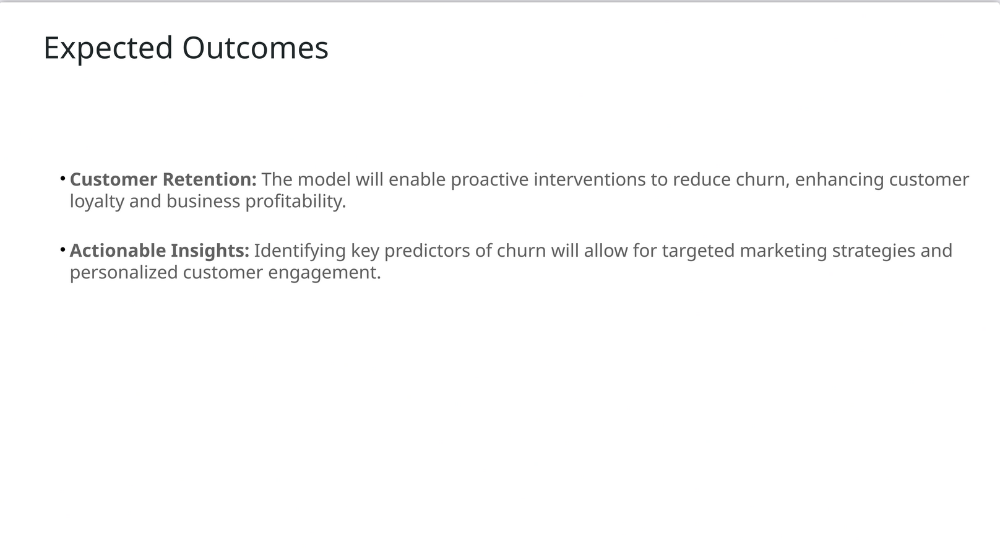 Expected Outcomes
• Customer Retention: The model will enable proactive interventions to reduce churn, enhancing customer
loyalty and business profitability.
• Actionable Insights: Identifying key predictors of churn will allow for targeted marketing strategies and
personalized customer engagement.